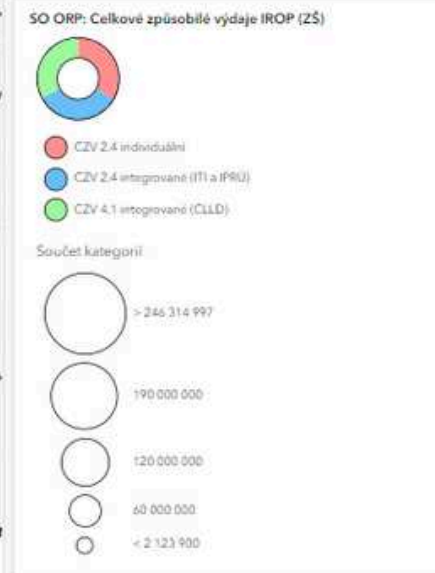 SO ORP: Celkové způsobilé výdaje IROP (ZŠ)
CZV 2.4 individuální
CZV 2.4 integrované (ITI a IPRÚ)
CZV 4.1 integrované (CLLD)
Součet kategorií
> 246 314 997
190 000 000
120 000 000
60 000 000
< 2 123 900